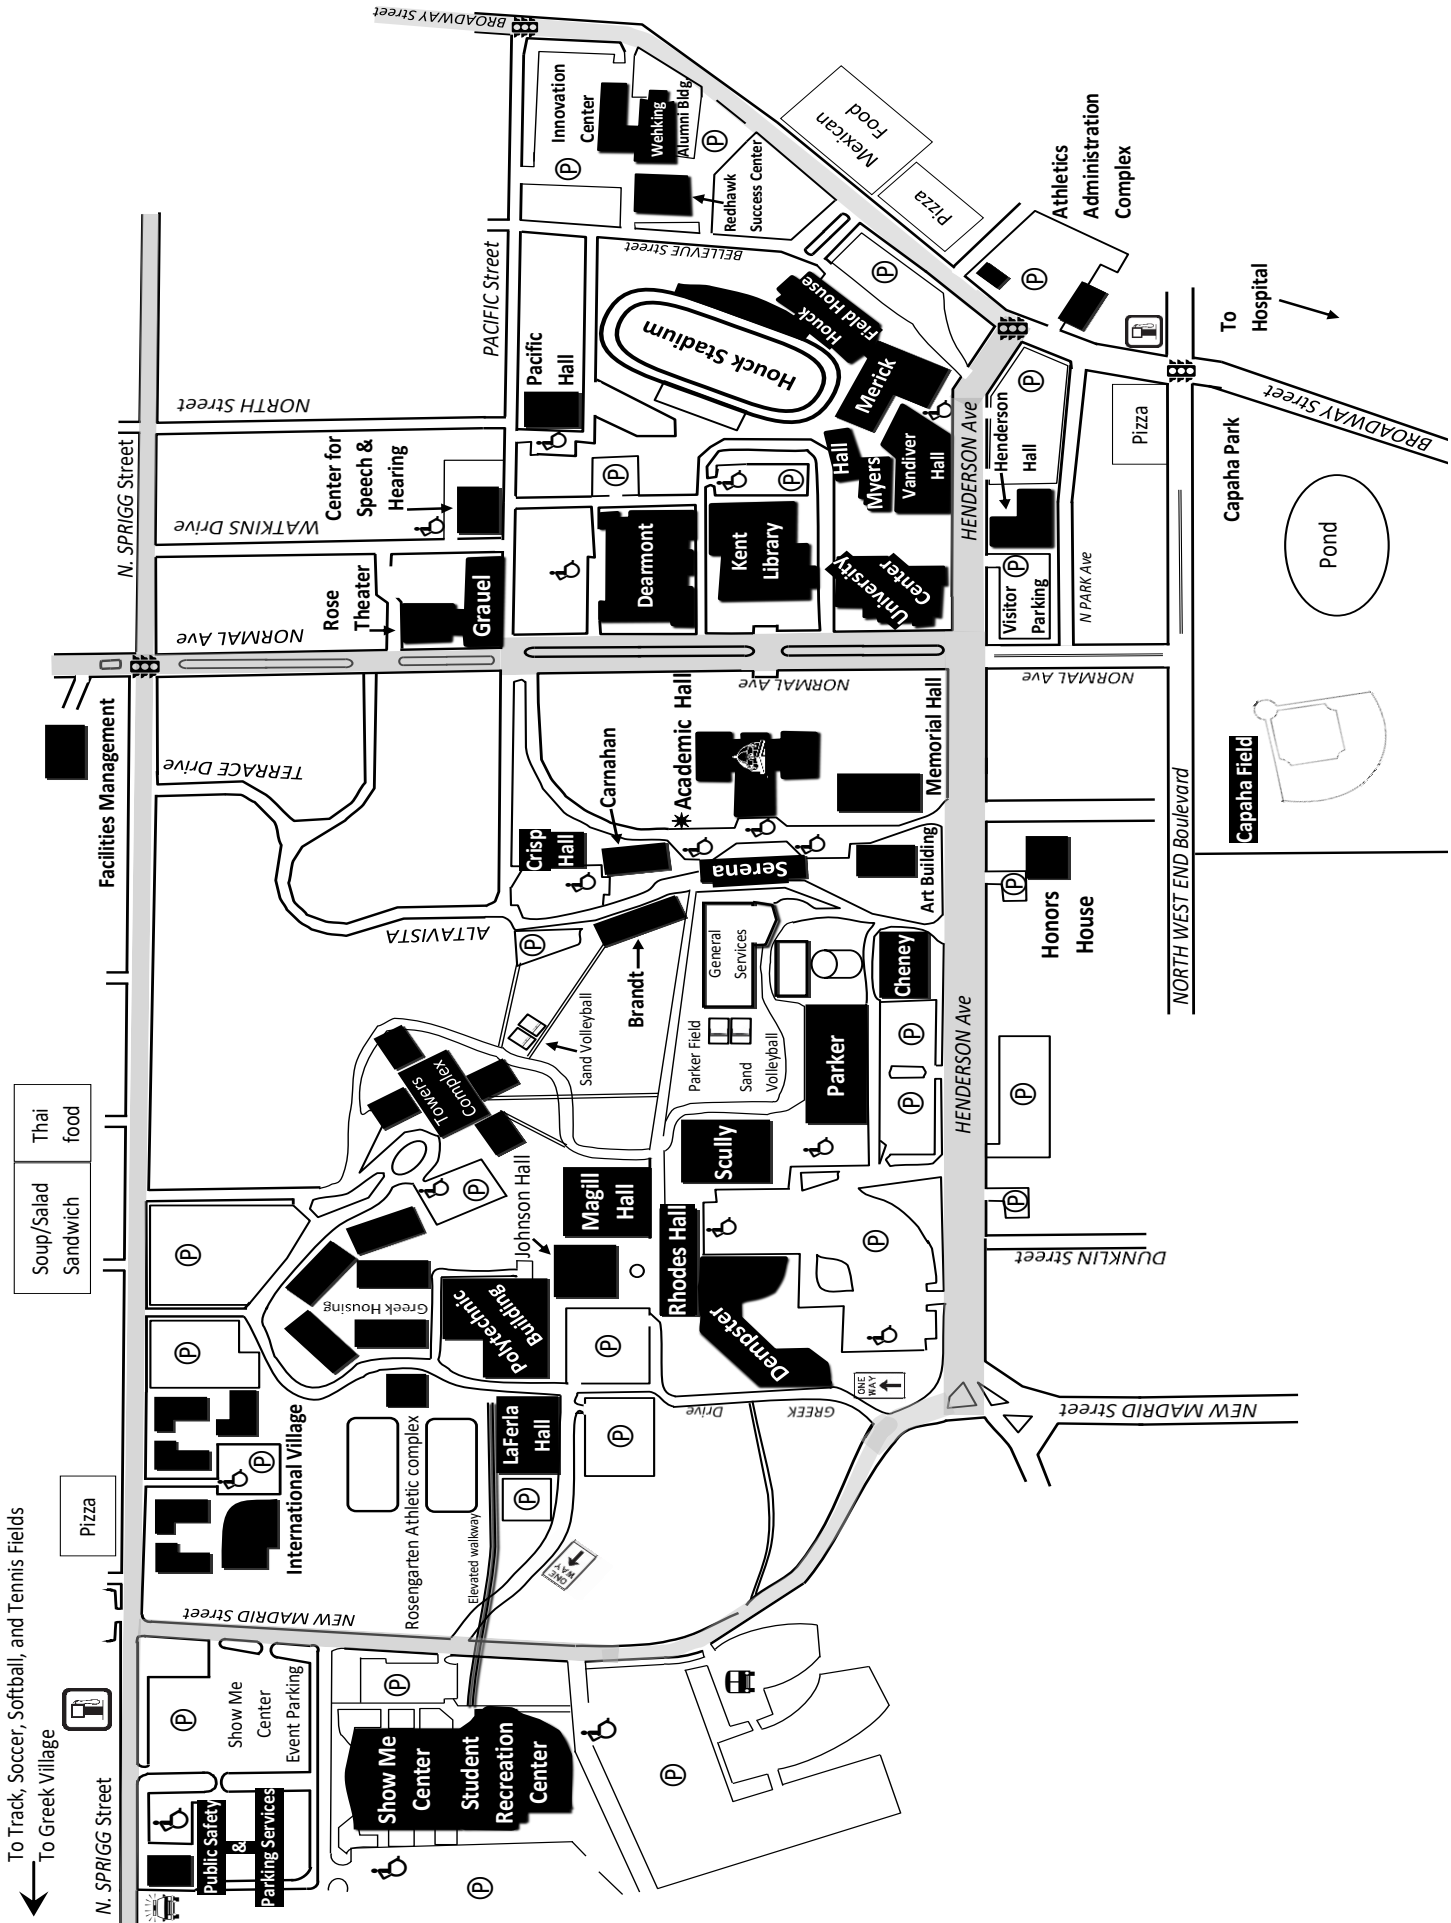 To Track, Soccer, Softball, and Tennis Fields
To Greek Village
N. SPRIGG Street
Public Safety
&
Parking Services
Show Me
Center
Event Parking
P
Show Me
Center
Student
Recreation
Center
P
P
P
NEW MADRID Street
Pizza
International Village
P
P
P
Rosengarten Athletic complex
Elevated walkway
LaFerla
Hall
P
P
ONE
WAY
Greek Housing
Polytechnic
Building
P
Johnson Hall
Magill
Hall
Rhodes Hall
Dempster
GREEK
Drive
ONE
WAY
P
NEW MADRID Street
DUNKLIN Street
P
P
Soup/Salad
Sandwich
Thai
food
Towers
Complex
P
Scully
Parker
P
P
Cheney
Parker Field
Sand
Volleyball
General
Services
Sand Volleyball
Brandt
P
ALTAVISTA
HENDERSON Ave
Honors
House
P
Facilities Management
TERRACE Drive
Crisp
Hall
Carnahan
Serena
Art Building
Academic Hall
Memorial Hall
NORTH WEST END Boulevard
Capaha Field
NORMAL Ave
NORMAL Ave
NORMAL Ave
Rose
Theater
Grauel
WATKINS Drive
N. SPRIGG Street
Center for
Speech &
Hearing
NORTH Street
Dearmont
Kent
Library
University
Center
P
P
Visitor
Parking
P
N PARK Ave
Henderson
Hall
P
HENDERSON Ave
Myers
Hall
Vandiver
Hall
Merick
Houck
Field House
Houck Stadium
Pacific
Hall
PACIFIC Street
BELLEVUE Street
P
Pizza
Pond
Capaha Park
BROADWAY Street
To
Hospital
Athletics
Administration
Complex
P
Pizza
Mexican
Food
Redhawk
Success Center
P
Wehking
Alumni Bldg.
Innovation
Center
P
BROADWAY Street